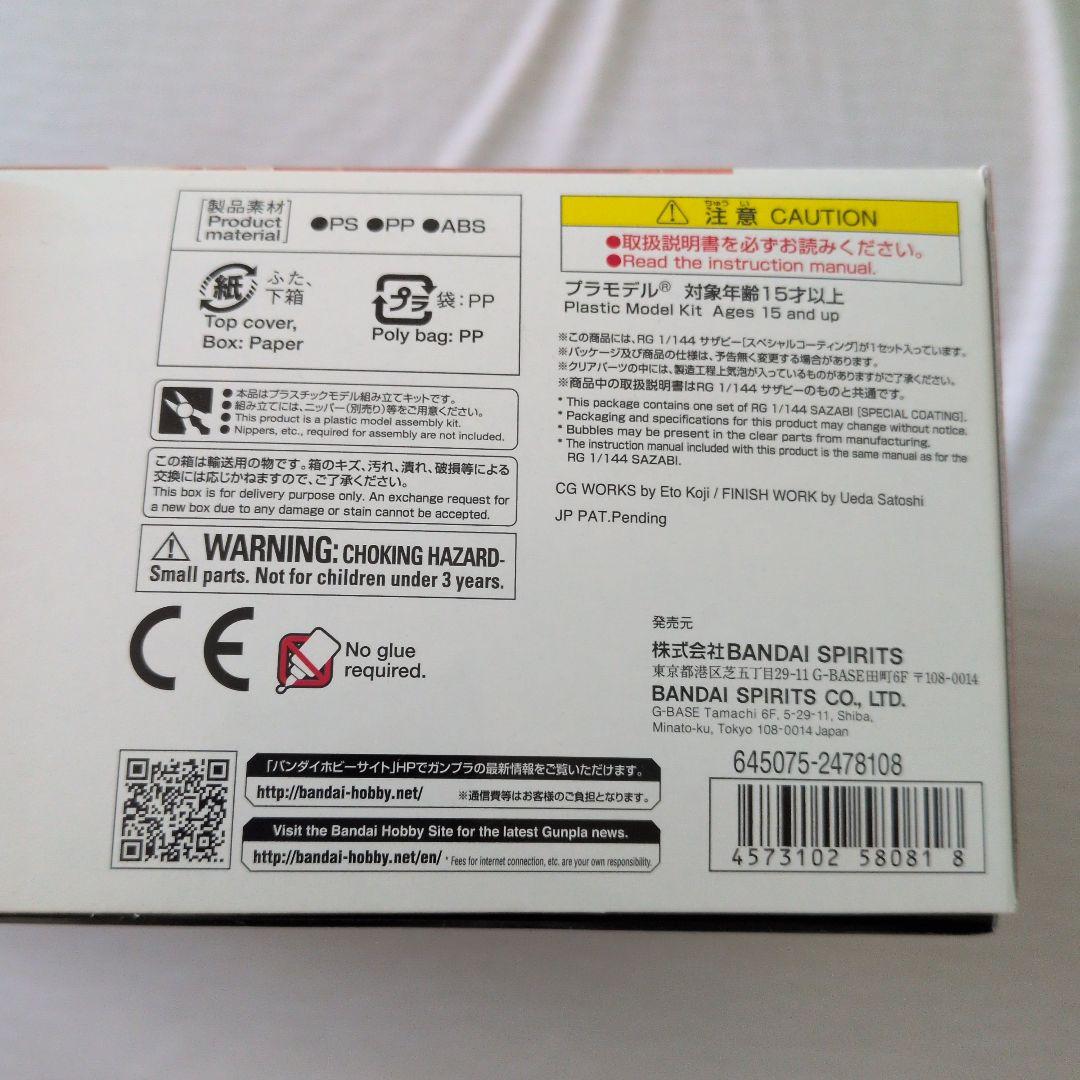 製品素材
Product
material
●PS ●PP ●ABS
紙
ふた、
下箱
Top cover,
Box: Paper
プラ
袋:PP
Poly bag: PP
●本品はプラスチックモデル組み立てキットです。
●組み立てには、ニッパー(別売り)等をご用意ください。
●This product is a plastic model assembly kit.
●Nippers, etc., required for assembly are not included.
この箱は輸送用の物です。箱のキズ、汚れ、潰れ、破損等による
交換には応じかねますので、ご了承ください。
This box is for delivery purpose only. An exchange request for
a new box due to any damage or stain cannot be accepted.
WARNING: CHOKING HAZARD-
Small parts. Not for children under 3 years.
CE
No glue
required.
「バンダイホビーサイト」HPでガンプラの最新情報をご覧いただけます。
http://bandai-hobby.net/ ※通信費等はお客様のご負担となります。
Visit the Bandai Hobby Site for the latest Gunpla news.
http://bandai-hobby.net/en/ * Fees for internet connection, etc. are your own responsibility.
ちゅう い
注意 CAUTION
●取扱説明書を必ずお読みください。
●Read the instruction manual.
プラモデル® 対象年齢15才以上
Plastic Model Kit Ages 15 and up
※この商品には、RG 1/144 サザビー[スペシャルコーティング]が1セット入っています。
※パッケージ及び商品の仕様は、予告無く変更する場合があります。
※クリアパーツの中には、製造工程上気泡が入っているものがありますがご了承ください。
※商品中の取扱説明書はRG 1/144 サザビーのものと共通です。
* This package contains one set of RG 1/144 SAZABI [SPECIAL COATING].
* Packaging and specifications for this product may change without notice.
* Bubbles may be present in the clear parts from manufacturing.
* The instruction manual included with this product is the same manual as for the
RG 1/144 SAZABI.
CG WORKS by Eto Koji / FINISH WORK by Ueda Satoshi
JP PAT.Pending
発売元
株式会社BANDAI SPIRITS
東京都港区芝五丁目29-11 G-BASE田町6F 〒108-0014
BANDAI SPIRITS CO., LTD.
G-BASE Tamachi 6F, 5-29-11, Shiba,
Minato-ku, Tokyo 108-0014 Japan
645075-2478108
4573102 58081 8